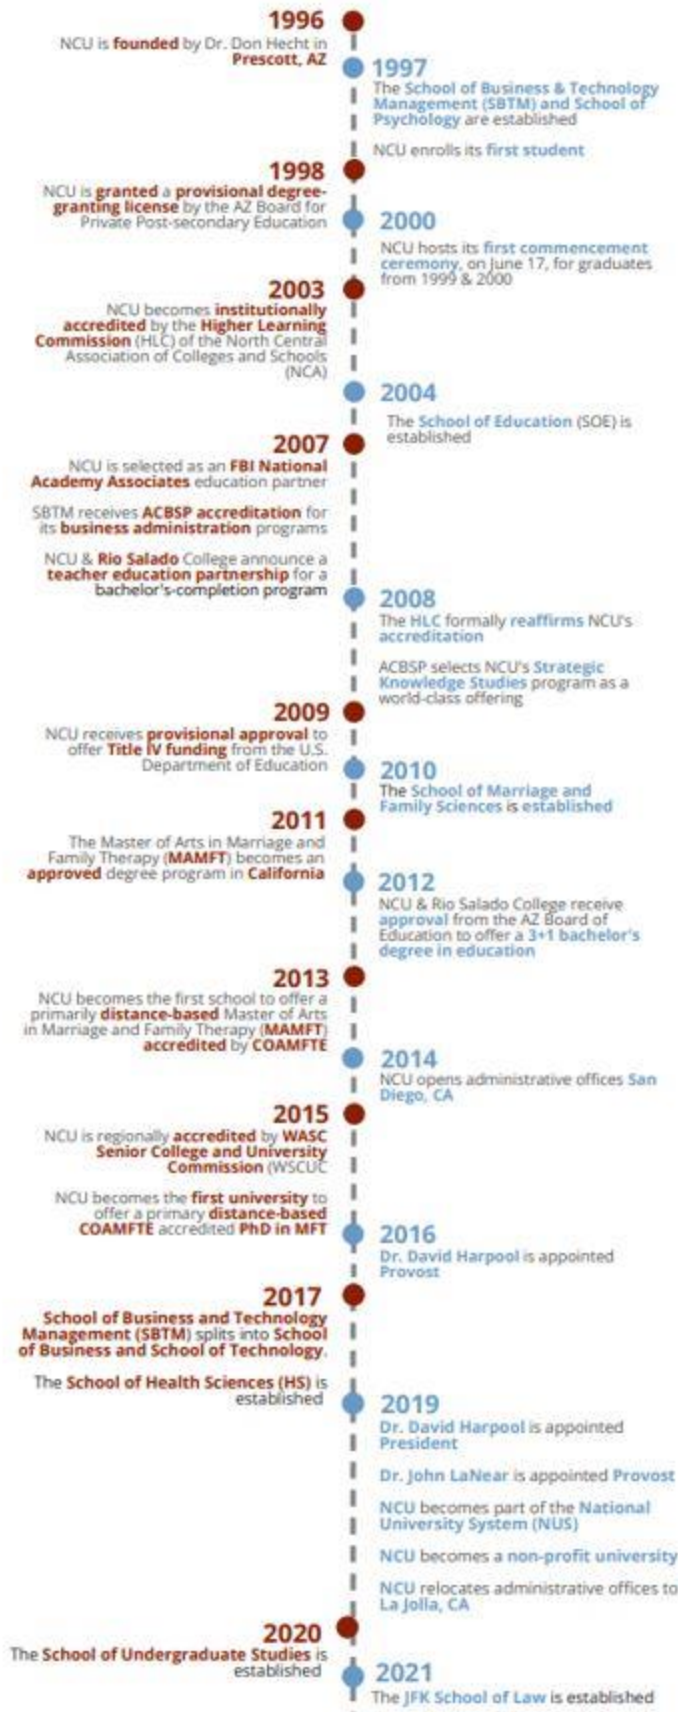 1996
NCU is founded by Dr. Don Hecht in
Prescott, AZ
1997
The School of Business & Technology
Management (SBTM) and School of
Psychology are established
NCU enrolls its first student
1998
NCU is granted a provisional degree-
granting license by the AZ Board for
Private Post-secondary Education
2000
NCU hosts its first commencement
ceremony, on June 17, for graduates
from 1999 & 2000
2003
NCU becomes institutionally
accredited by the Higher Learning
Commission (HLC) of the North Central
Association of Colleges and Schools
(NCA)
2004
The School of Education (SOE) is
established
2007
NCU is selected as an FBI National
Academy Associates education partner
SBTM receives ACBSP accreditation for
its business administration programs
NCU & Rio Salado College announce a
teacher education partnership for a
bachelor's-completion program
2008
The HLC formally reaffirms NCU's
accreditation
ACBSP selects NCU's Strategic
Knowledge Studies program as a
world-class offering
2009
NCU receives provisional approval to
offer Title IV funding from the U.S.
Department of Education
2010
The School of Marriage and
Family Sciences is established
2011
The Master of Arts in Marriage and
Family Therapy (MAMFT) becomes an
approved degree program in California
2012
NCU & Rio Salado College receive
approval from the AZ Board of
Education to offer a 3+1 bachelor's
degree in education
2013
NCU becomes the first school to offer a
primarily distance-based Master of Arts
in Marriage and Family Therapy (MAMFT)
accredited by COAMFTE
2014
NCU opens administrative offices San
Diego, CA
2015
NCU is regionally accredited by WASC
Senior College and University
Commission (WSCUC
NCU becomes the first university to
offer a primary distance-based
COAMFTE accredited PhD in MFT
2016
Dr. David Harpool is appointed
Provost
2017
School of Business and Technology
Management (SBTM) splits into School
of Business and School of Technology.
The School of Health Sciences (HS) is
established
2019
Dr. David Harpool is appointed
President
Dr. John LaNear is appointed Provost
NCU becomes part of the National
University System (NUS)
NCU becomes a non-profit university
NCU relocates administrative offices to
La Jolla, CA
2020
The School of Undergraduate Studies is
established
2021
The JFK School of Law is established